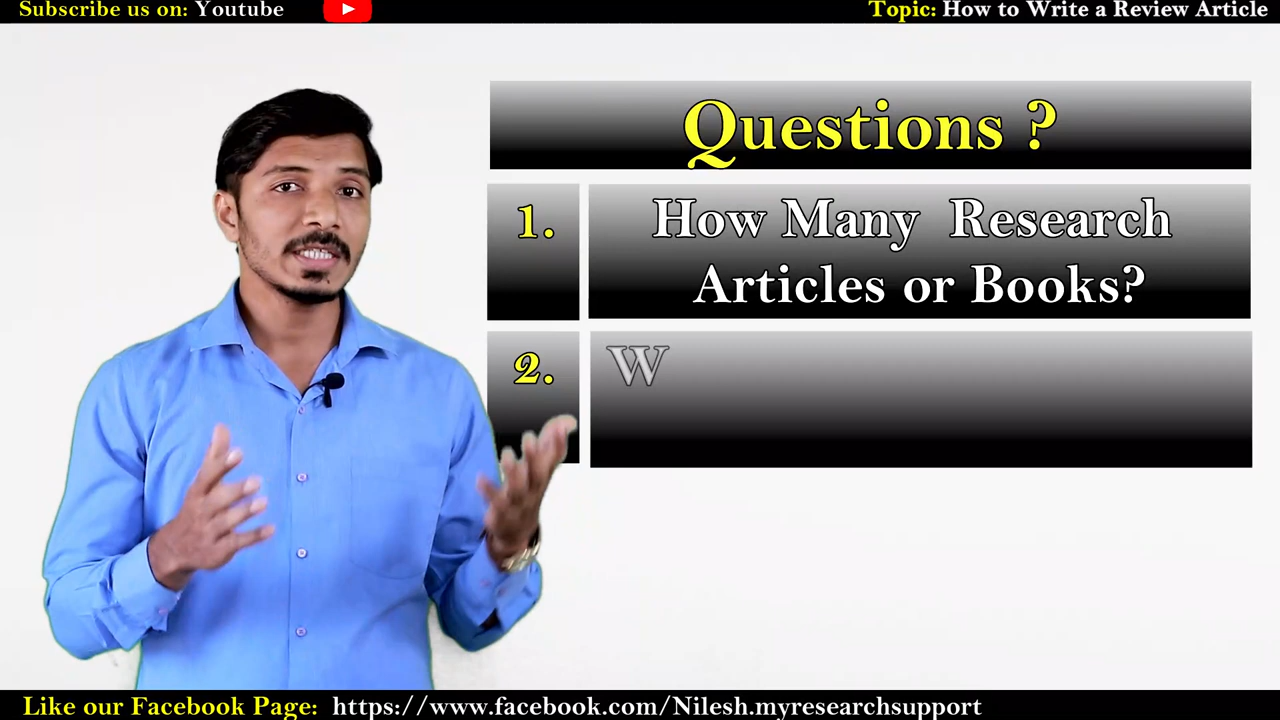 Subscribe us on: Youtube
Topic: How to Write a Review Article
Questions ?
1.
How Many Research
Articles or Books?
2.
W
Like our Facebook Page: https://www.facebook.com/Nilesh.myresearchsupport